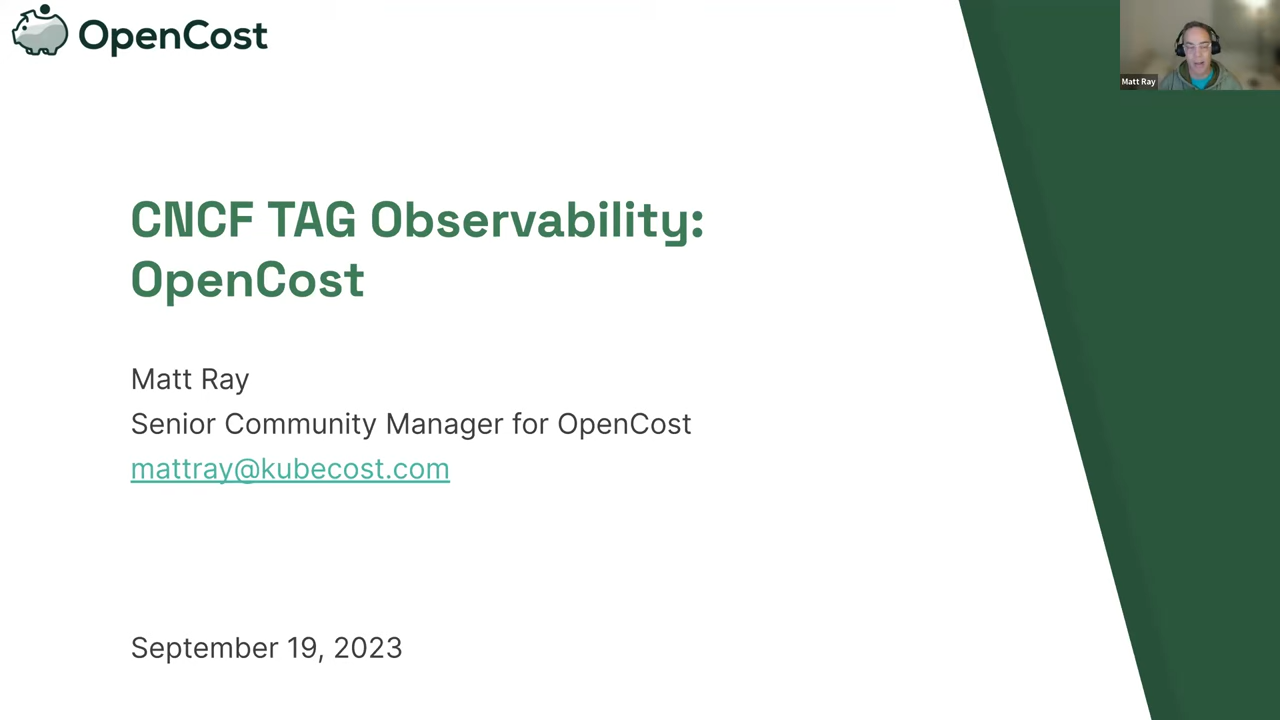 OpenCost
Matt Ray
CNCF TAG Observability:
OpenCost
Matt Ray
Senior Community Manager for OpenCost
mattray@kubecost.com
September 19, 2023